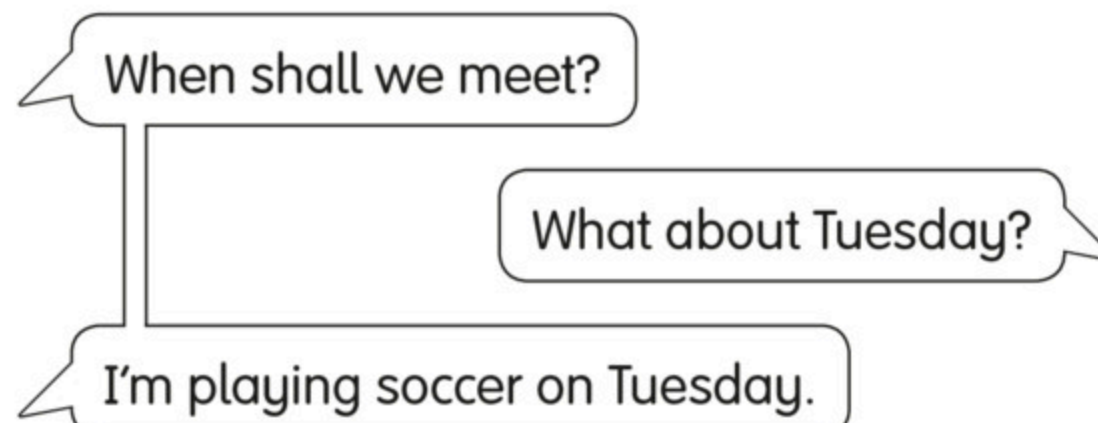 When shall we meet?
What about Tuesday?
I'm playing soccer on Tuesday.